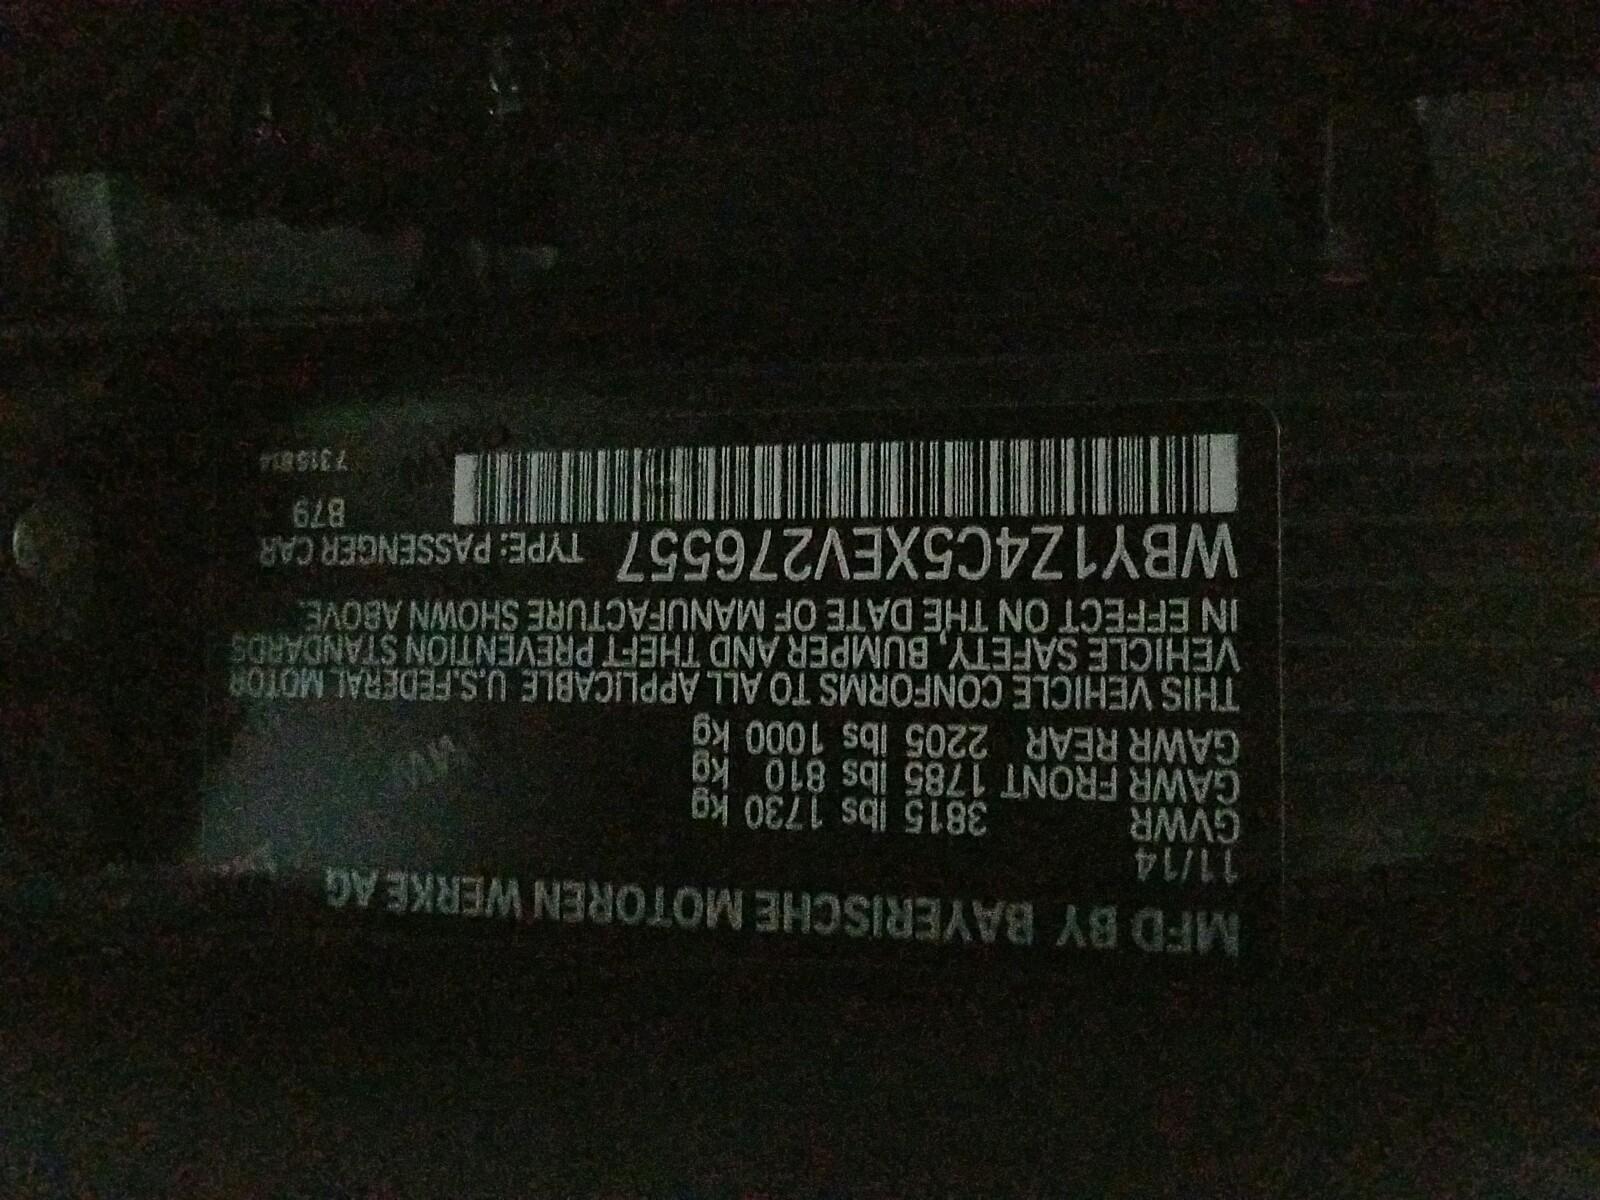 MFD BY BAYERISCHE MOTOREN WERKE AG
11/14
GVWR 3815 lbs 1730 kg
GAWR FRONT 1785 lbs 810 kg
GAWR REAR 2205 lbs 1000 kg
THIS VEHICLE CONFORMS TO ALL APPLICABLE U.S.FEDERAL MOTOR
VEHICLE SAFETY, BUMPER AND THEFT PREVENTION STANDARDS
IN EFFECT ON THE DATE OF MANUFACTURE SHOWN ABOVE.
WBY1Z4C5XEV276557 TYPE: PASSENGER CAR
B79